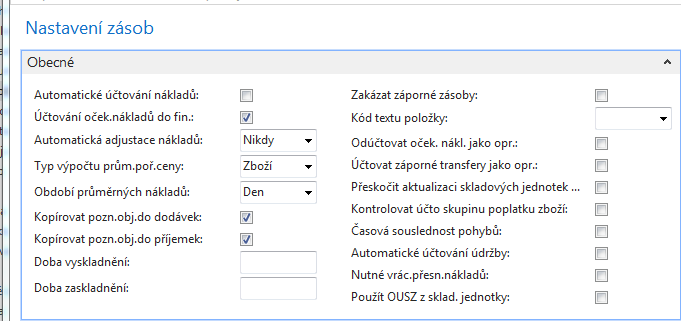 Nastavení zásob
Obecné
Automatické účtování nákladů:
Účtování oček.nákladů do fin.:
Automatická adjustace nákladů: Nikdy
Typ výpočtu prům.poř.ceny: Zboží
Období průměrných nákladů: Den
Kopírovat pozn.obj.do dodávek:
Kopírovat pozn.obj.do příjemek:
Doba vyskladnění:
Doba zaskladnění:
Zakázat záporné zásoby:
Kód textu položky:
Odúčtovat oček. nákl. jako opr.:
Účtovat záporné transfery jako opr.:
Přeskočit aktualizaci skladových jednotek ...
Kontrolovat účto skupinu poplatku zboží:
Časová souslednost pohybů:
Automatické účtování údržby:
Nutné vrác.přesn.nákladů:
Použít OUSZ z sklad. jednotky: